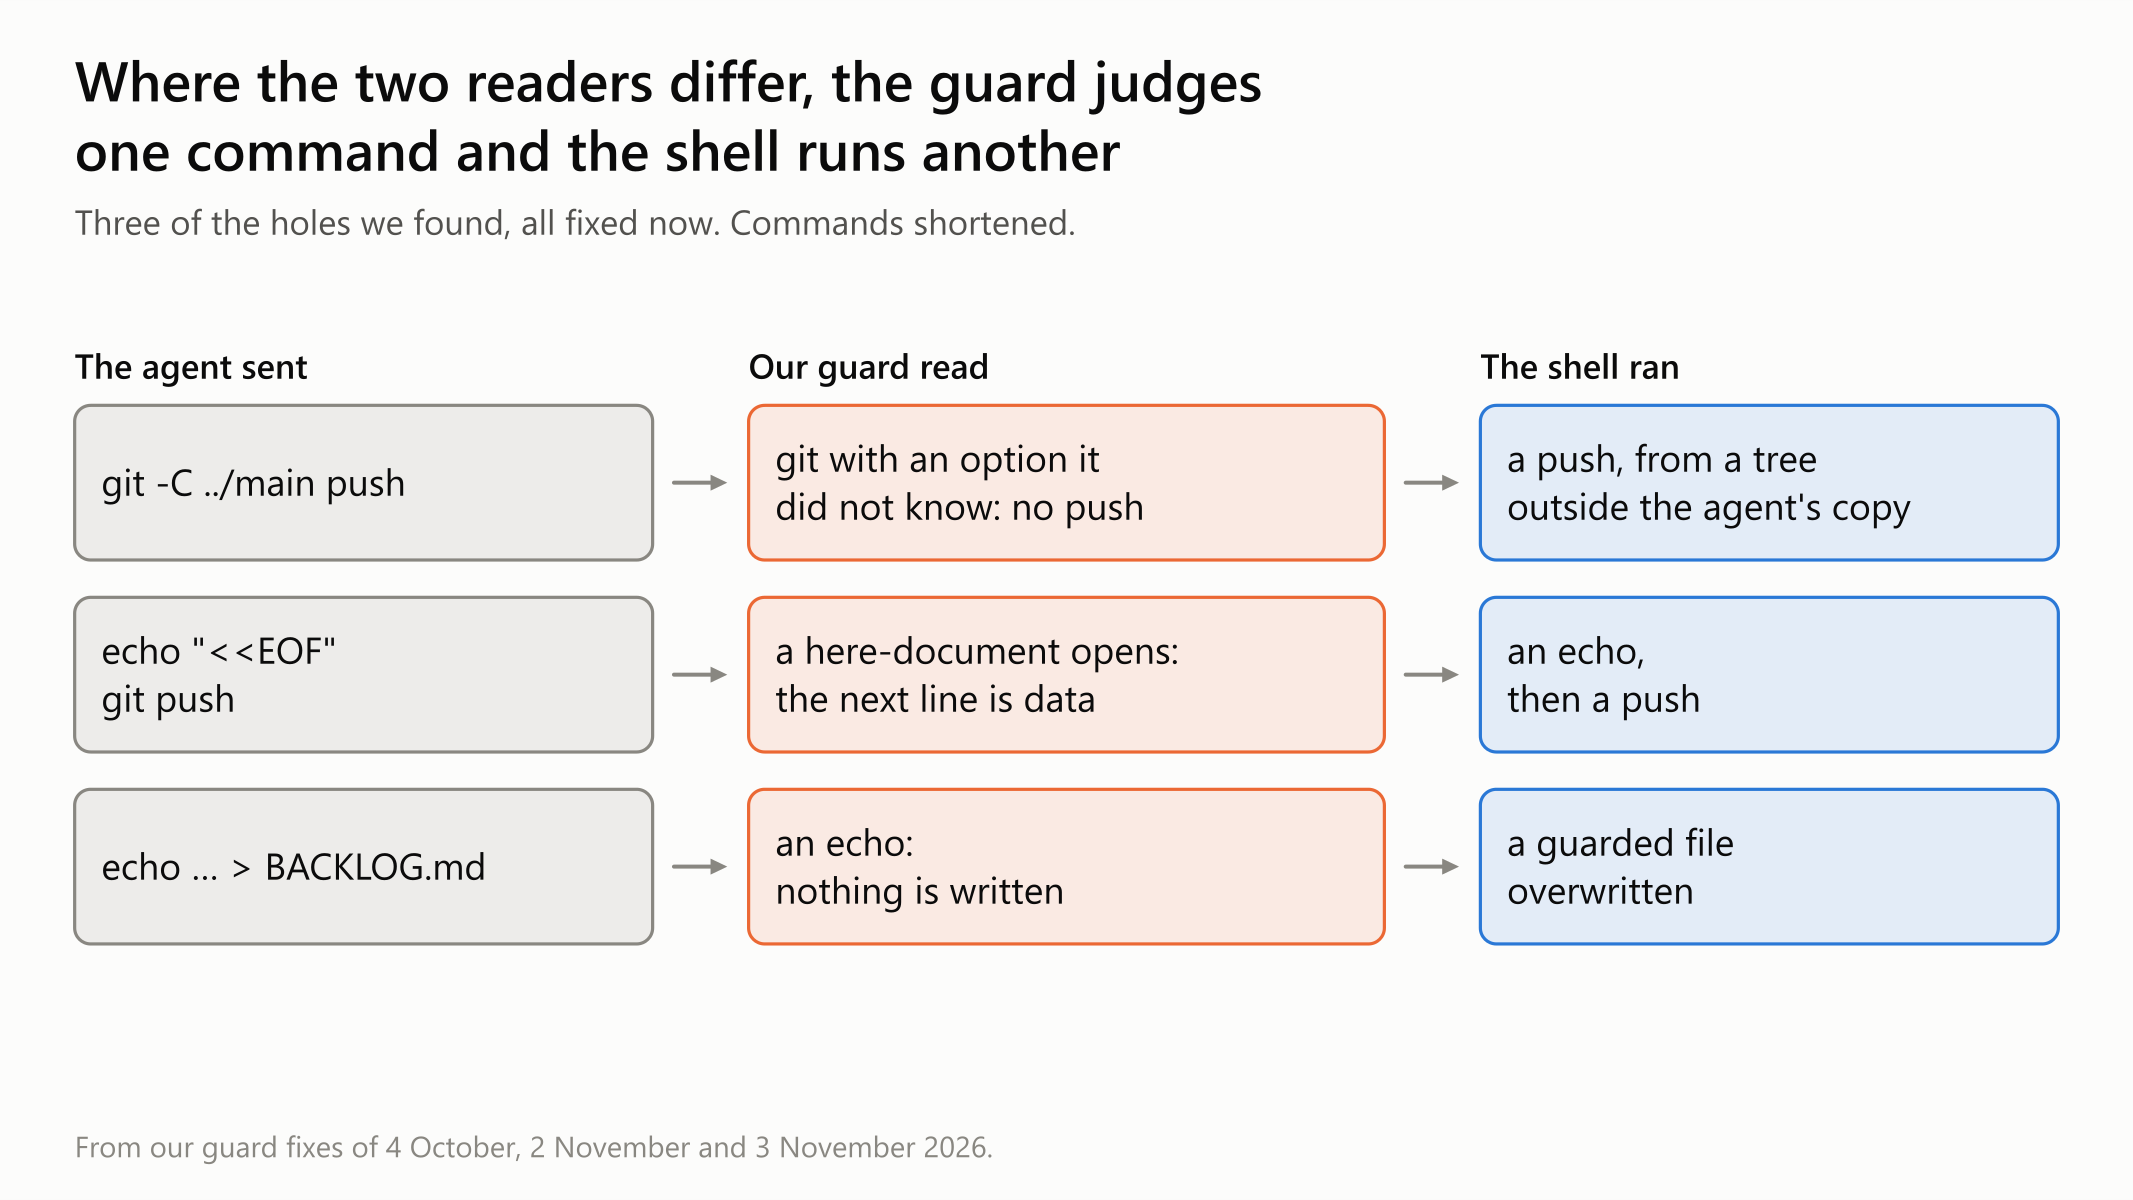 Where the two readers differ, the guard judges
one command and the shell runs another
Three of the holes we found, all fixed now. Commands shortened.
The agent sent
Our guard read
The shell ran
git -C ../main push
git with an option it
did not know: no push
a push, from a tree
outside the agent's copy
echo "<<EOF"
git push
a here-document opens:
the next line is data
an echo,
then a push
echo ... > BACKLOG.md
an echo:
nothing is written
a guarded file
overwritten
From our guard fixes of 4 October, 2 November and 3 November 2026.